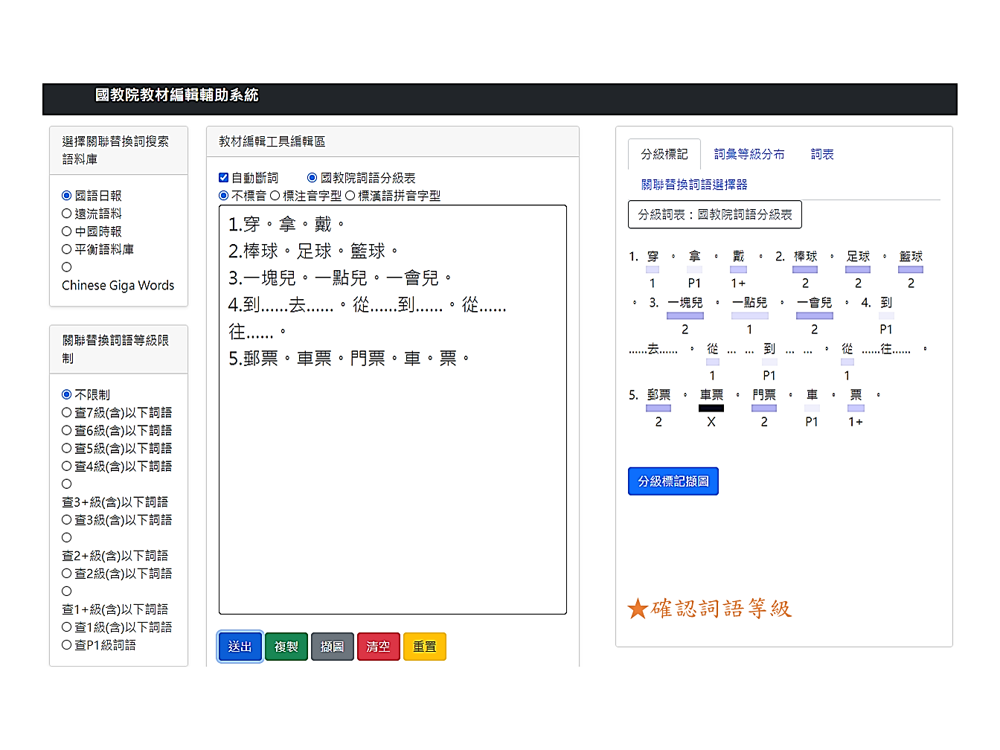 國教院教材編輯輔助系統
選擇關聯替換詞搜索
語料庫
國語日報
遠流語料
中國時報
平衡語料庫
Chinese Giga Words
關聯替換詞語等級限
制
不限制
查7級(含)以下詞語
查6級(含)以下詞語
查5級(含)以下詞語
查4級(含)以下詞語
查3+級(含)以下詞語
查3級(含)以下詞語
查2+級(含)以下詞語
查2級(含)以下詞語
查1+級(含)以下詞語
查1級(含)以下詞語
查P1級詞語
教材編輯工具編輯區
自動斷詞 國教院詞語分級表
不標音 標注音字型 標漢語拼音字型
1.穿。拿。戴。
2.棒球。足球。籃球。
3.一塊兒。一點兒。一會兒。
4.到……去……。從……到……。從……
往……。
5.郵票。車票。門票。車。票。
送出 複製 擷圖 清空 重置
分級標記 詞彙等級分布 詞表
關聯替換詞語選擇器
分級詞表：國教院詞語分級表
1. 穿 。 拿 。 戴 。 2. 棒球 。 足球 。 籃球
1 P1 1+ 2 2 2
。 3. 一塊兒 。 一點兒 。 一會兒 。 4. 到
2 1 2 P1
……去…… 。 從 … … 到 … … 。 從 ……往…… 。
1 P1 1
5. 郵票 。 車票 。 門票 。 車 。 票 。
2 X 2 P1 1+
分級標記擷圖
★確認詞語等級